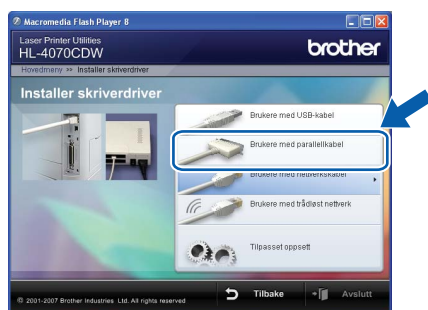 Macromedia Flash Player 8
Laser Printer Utilities
HL-4070CDW
brother
Hovedmeny >> Installer skriverdriver
Installer skriverdriver
Brukere med USB-kabel
Brukere med parallellkabel
Brukere med nettverkskabel
Brukere med trådløst nettverk
Tilpasset oppsett
© 2001-2007 Brother Industries Ltd. All rights reserved
Tilbake
Avslutt